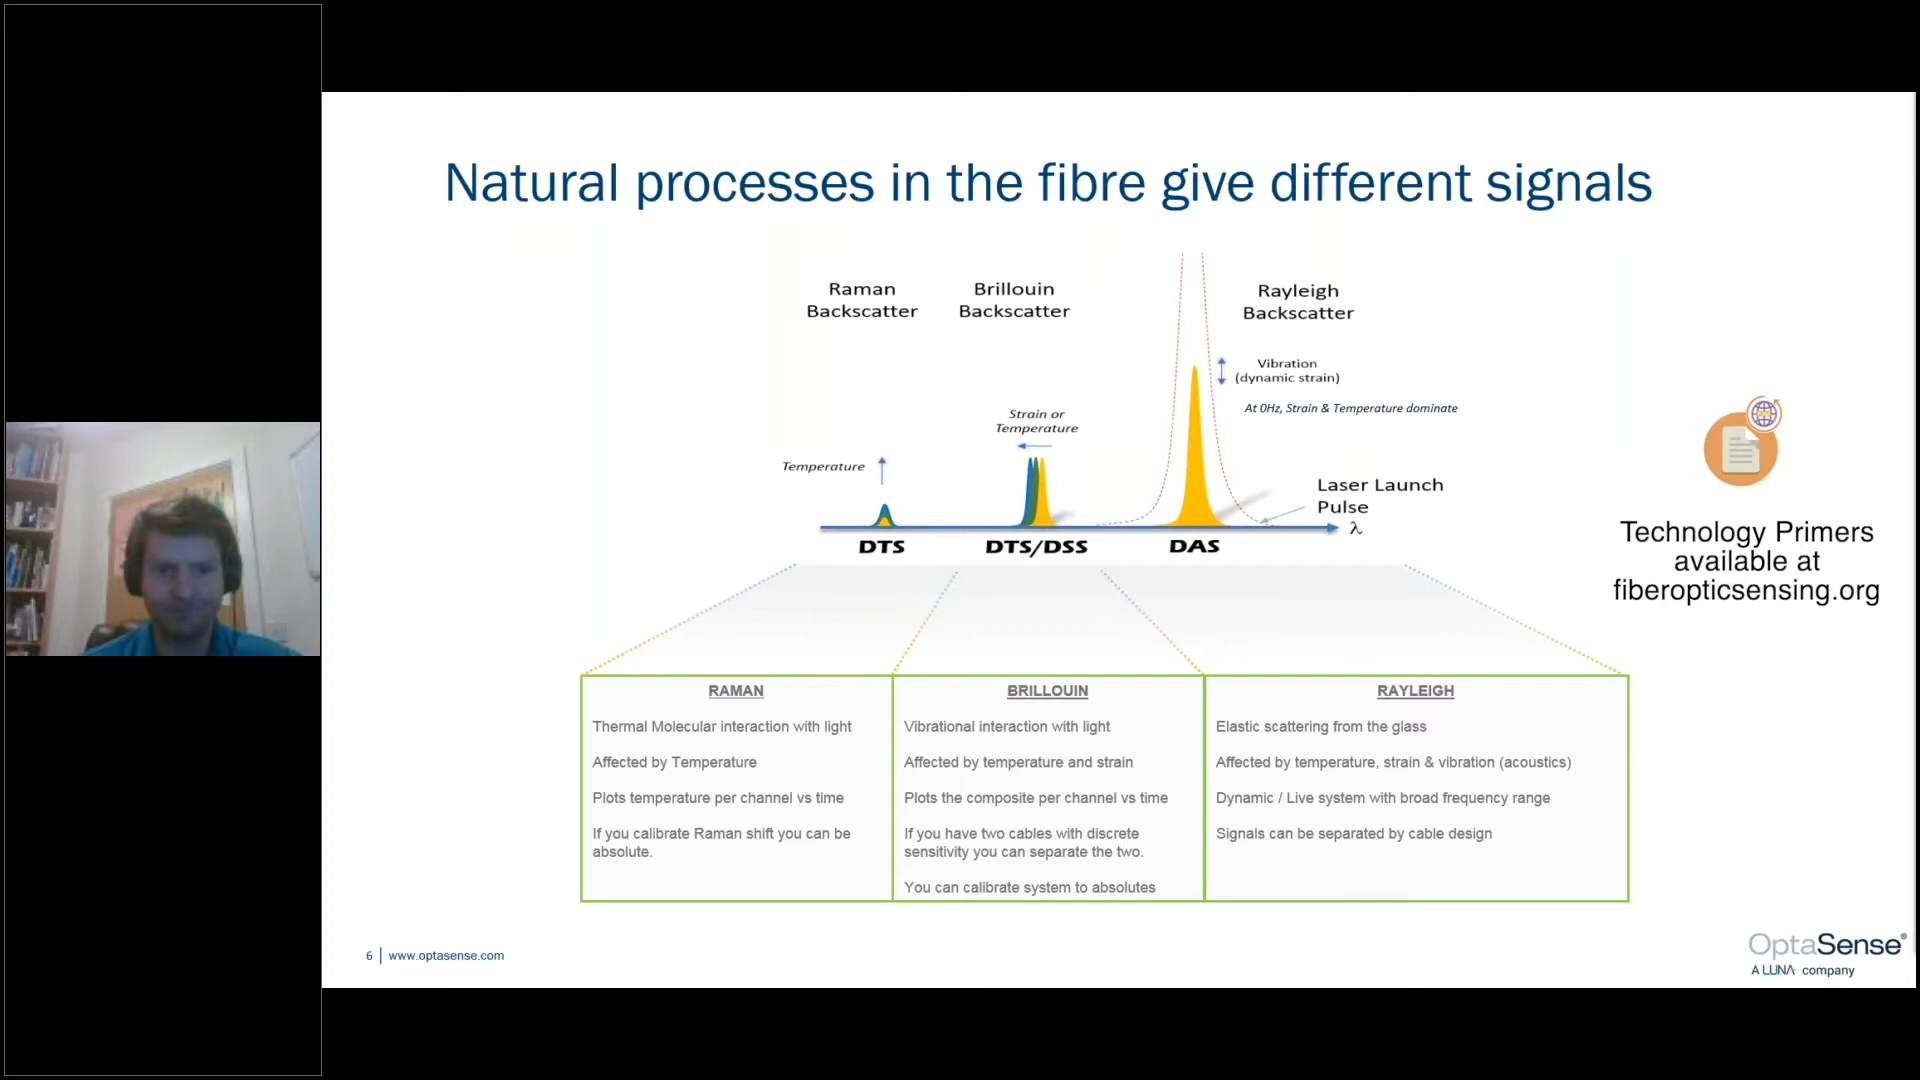 Natural processes in the fibre give different signals
Raman
Backscatter
Brillouin
Backscatter
Rayleigh
Backscatter
Vibration
(dynamic strain)
At 0Hz, Strain & Temperature dominate
Strain or
Temperature
Temperature
Laser Launch
Pulse
λ
DTS
DTS/DSS
DAS
Technology Primers
available at
fiberopticsensing.org
RAMAN
Thermal Molecular interaction with light
Affected by Temperature
Plots temperature per channel vs time
If you calibrate Raman shift you can be
absolute.
BRILLOUIN
Vibrational interaction with light
Affected by temperature and strain
Plots the composite per channel vs time
If you have two cables with discrete
sensitivity you can separate the two.
You can calibrate system to absolutes
RAYLEIGH
Elastic scattering from the glass
Affected by temperature, strain & vibration (acoustics)
Dynamic / Live system with broad frequency range
Signals can be separated by cable design
6 | www.optasense.com
OptaSense®
A LUNA company